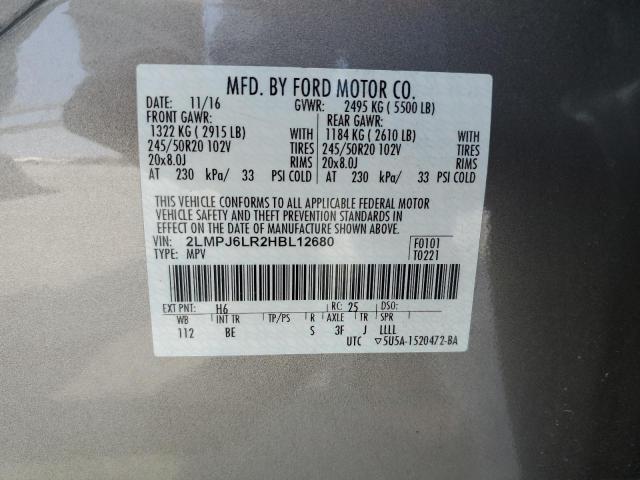 MFD. BY FORD MOTOR CO.
DATE: 11/16 GVWR: 2495 KG ( 5500 LB)
FRONT GAWR: REAR GAWR:
1322 KG ( 2915 LB) WITH 1184 KG ( 2610 LB) WITH
245/50R20 102V TIRES 245/50R20 102V TIRES
20x8.0J RIMS 20x8.0J RIMS
AT 230 kPa/ 33 PSI COLD AT 230 kPa/ 33 PSI COLD
THIS VEHICLE CONFORMS TO ALL APPLICABLE FEDERAL MOTOR
VEHICLE SAFETY AND THEFT PREVENTION STANDARDS IN
EFFECT ON THE DATE OF MANUFACTURE SHOWN ABOVE.
VIN: 2LMPJ6LR2HBL12680 F0101
TYPE: MPV T0221
EXT PNT: H6 RC: 25 DSO:
WB INT TR TP/PS R AXLE TR SPR
112 BE S 3F J LLLL
UTC ▽5U5A-1520472-BA